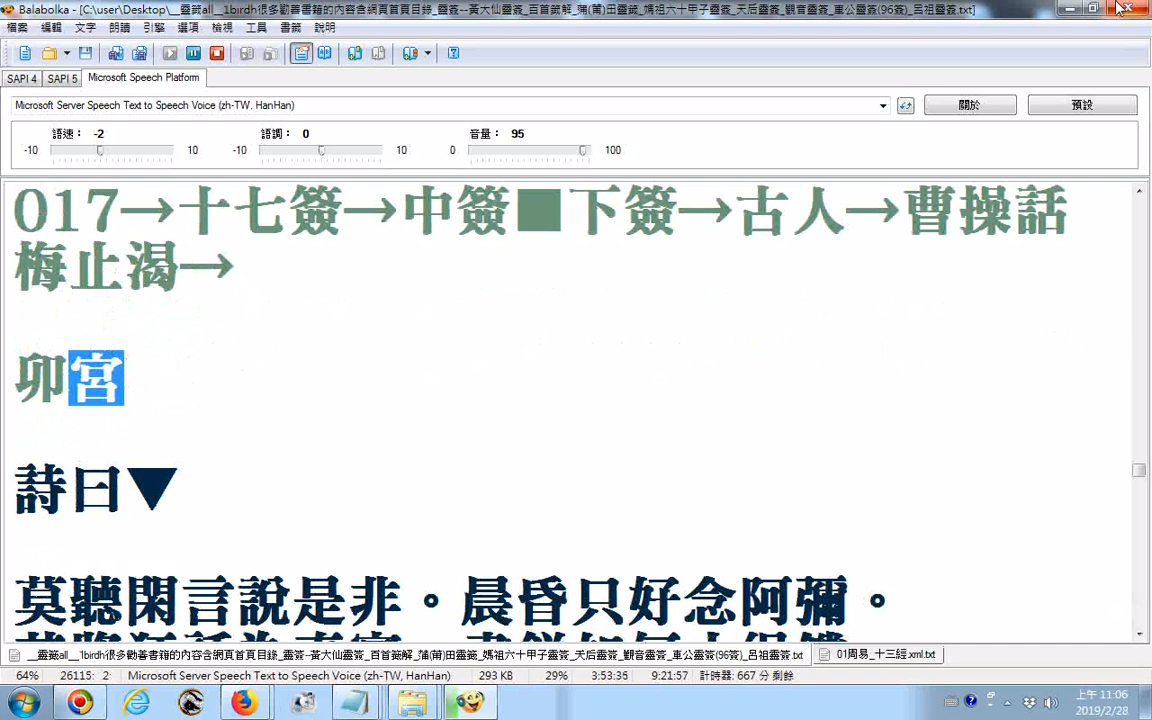 Balabolka - [C:\user\Desktop\__靈籤all__1birdh很多勸善書籍的內容含網頁首頁目錄_靈簽--黃大仙靈簽_百首籤解_蒲(莆)田靈籤_媽祖六十甲子靈簽_天后靈簽_觀音靈簽_車公靈簽(96簽)_呂祖靈簽.txt]
檔案 編輯 文字 朗讀 引擎 選項 檢視 工具 書籤 說明
SAPI 4 SAPI 5 Microsoft Speech Platform
Microsoft Server Speech Text to Speech Voice (zh-TW, HanHan) 關於 預設
語速： -2 語調： 0 音量： 95
-10 10 -10 10 0 100
017→十七簽→中簽■下簽→古人→曹操話
梅止渴→
卯宮
詩曰▼
莫聽閑言說是非。晨昏只好念阿彌。
__靈籤all__1birdh很多勸善書籍的內容含網頁首頁目錄_靈簽--黃大仙靈簽_百首籤解_蒲(莆)田靈籤_媽祖六十甲子靈簽_天后靈簽_觀音靈簽_車公靈簽(96簽)_呂祖靈簽.txt 01周易_十三經.xml.txt
64% 26115: 2 Microsoft Server Speech Text to Speech Voice (zh-TW, HanHan) 293 KB 29% 3:53:35 9:21:57 計時器: 667 分 剩餘
上午 11:06
2019/2/28